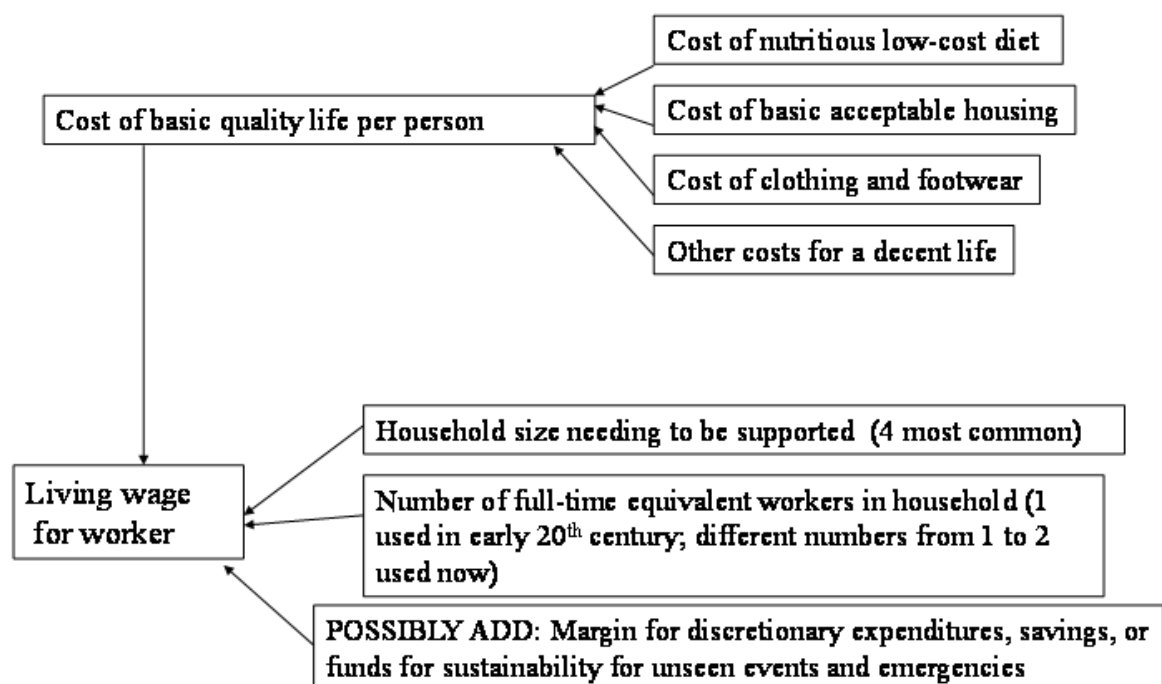 Cost of nutritious low-cost diet
Cost of basic quality life per person
Cost of basic acceptable housing
Cost of clothing and footwear
Other costs for a decent life
Household size needing to be supported (4 most common)
Living wage
for worker
Number of full-time equivalent workers in household (1
used in early 20th century; different numbers from 1 to 2
used now)
POSSIBLY ADD: Margin for discretionary expenditures, savings, or
funds for sustainability for unseen events and emergencies